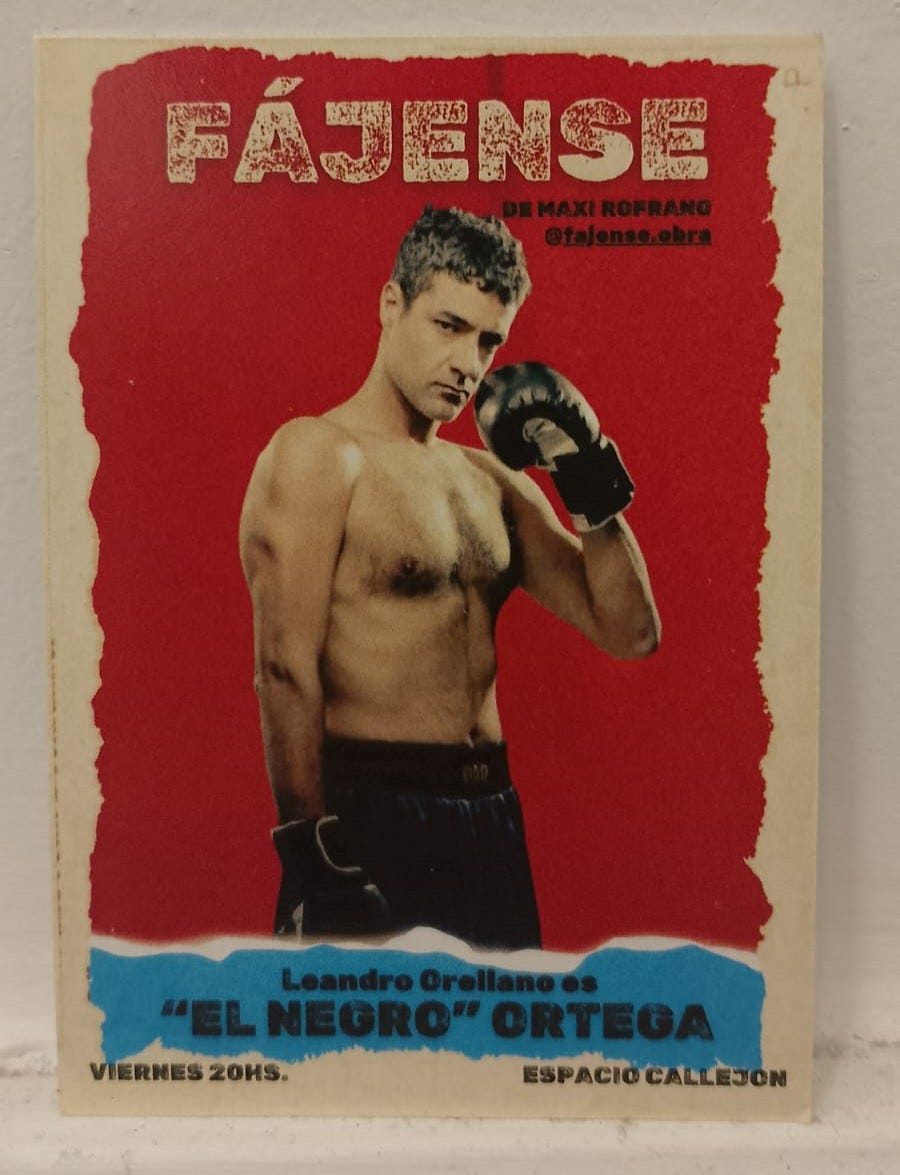 FÁJENSE
DE MAXI ROFRANO
@fajense.obra
Leandro Orellano es
"EL NEGRO" ORTEGA
VIERNES 20HS.
ESPACIO CALLEJON